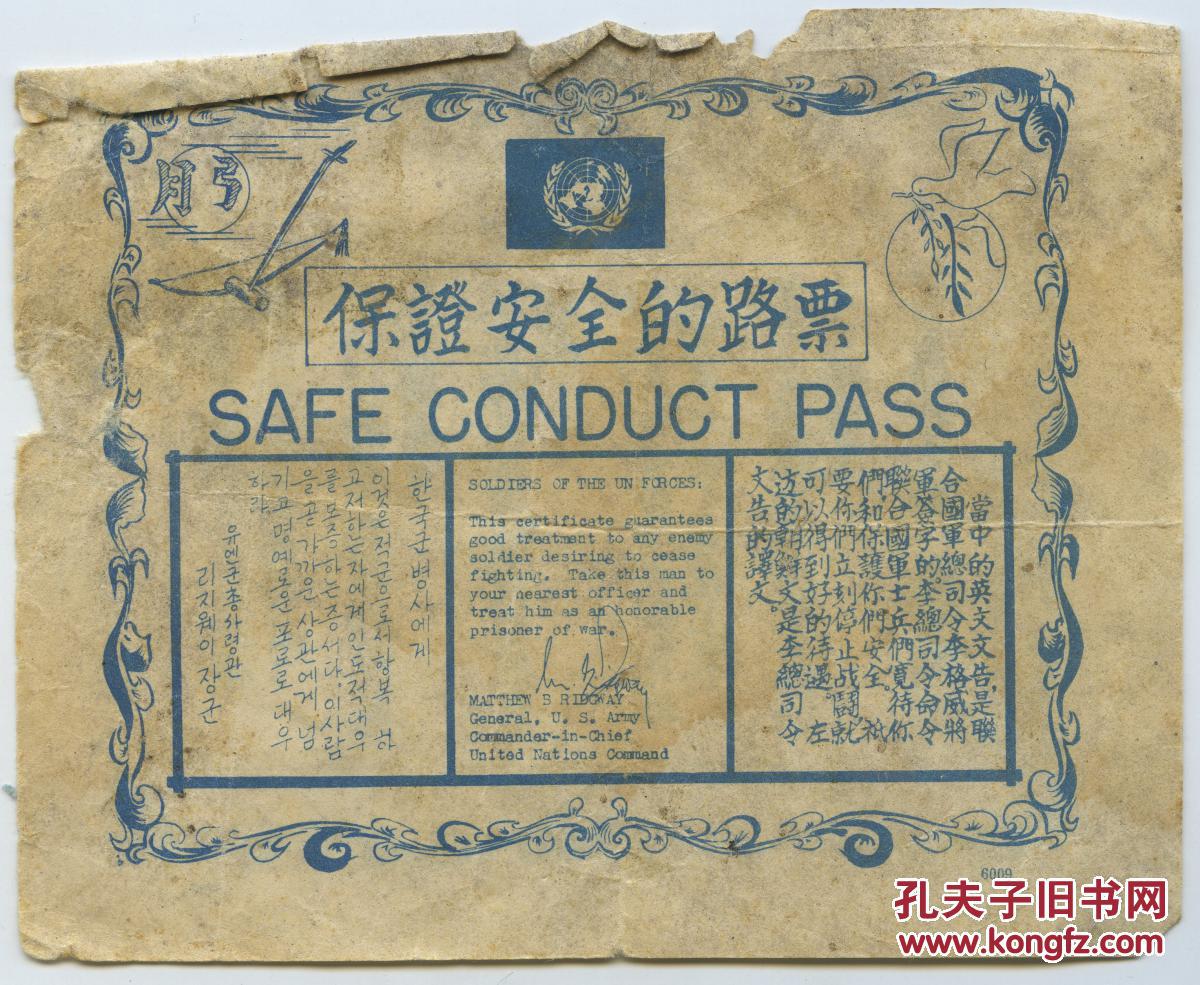 月弓
保證安全的路票
SAFE CONDUCT PASS
한국군 병사에게
이것은 적군으로서 항복 하
고저 하는 자에게 인도적 대우
를 보증하는 증서다. 이 사람
을 곧 가까운 상관에게 넘
기고 명예로운 포로로 대우
하라
유엔군총사령관
리지웨이 장군
SOLDIERS OF THE UN FORCES:
This certificate guarantees
good treatment to any enemy
soldier desiring to cease
fighting. Take this man to
your nearest officer and
treat him as an honorable
prisoner of war.
MATTHEW B RIDGWAY
General, U. S. Army
Commander-in-Chief
United Nations Command
當中的英文文告,是聯
合國軍總司令李格威將
軍簽字的。李總司令命令
聯合國軍士兵們寬待你
們,和保護你們安全。祇
要你們立刻停止战鬪,就
可以得到好的待遇。左
边的朝鮮文是李總司令
文告的譯文。
6009
孔夫子旧书网
www.kongfz.com